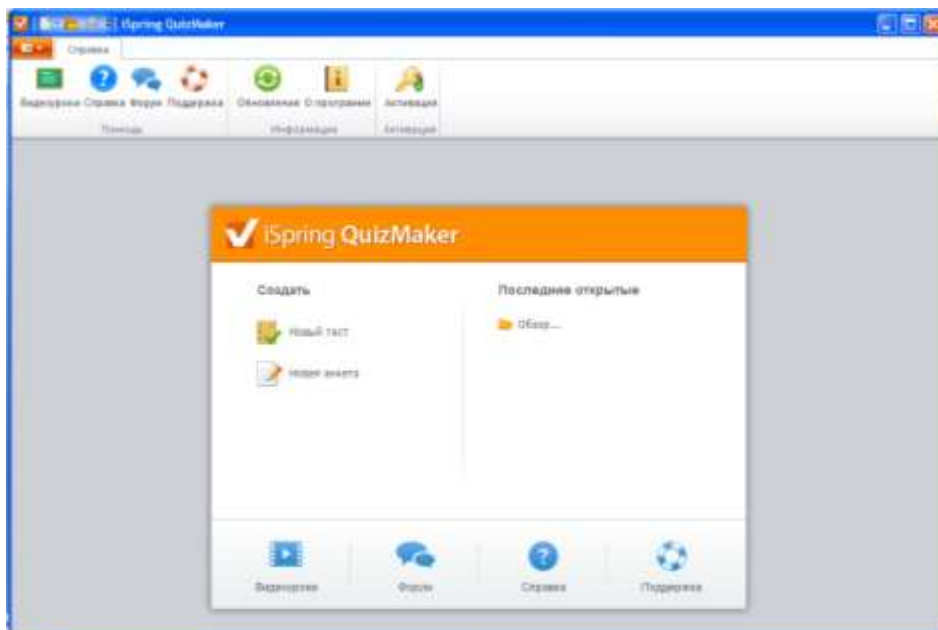 iSpring QuizMaker
Справка
Видеоуроки Справка Форум Поддержка Обновления О программе Активация
Помощь Информация Активация
iSpring QuizMaker
Создать Последние открытые
Новый тест Обзор...
Новая анкета
Видеоуроки Форум Справка Поддержка